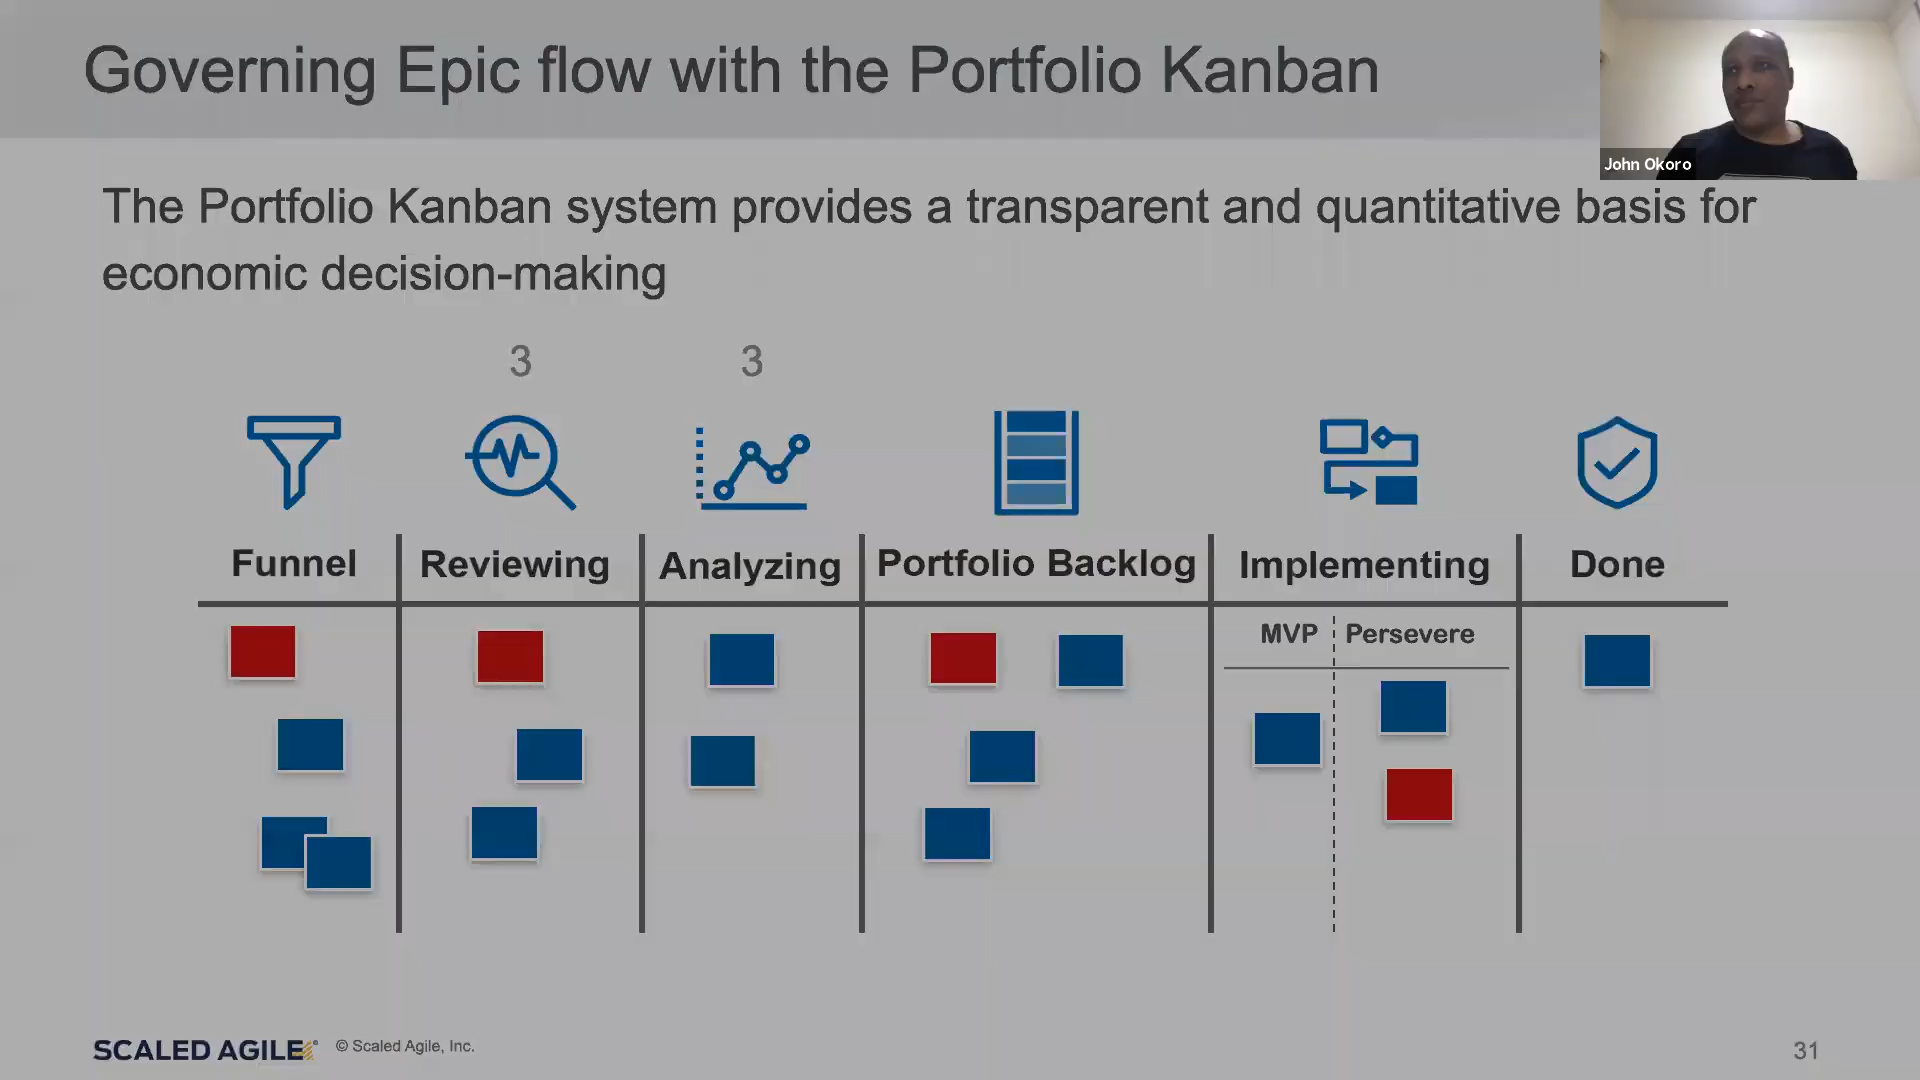 Governing Epic flow with the Portfolio Kanban
John Okoro
The Portfolio Kanban system provides a transparent and quantitative basis for
economic decision-making
3 3
Funnel Reviewing Analyzing Portfolio Backlog Implementing Done
MVP Persevere
SCALED AGILE © Scaled Agile, Inc.
31